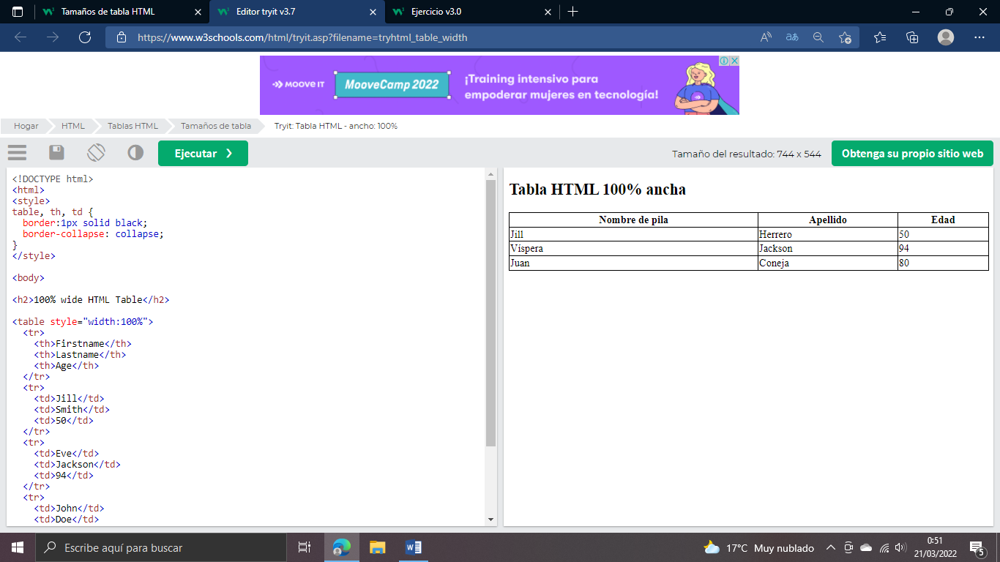 Tamaños de tabla HTML
Editor tryit v3.7
Ejercicio v3.0
https://www.w3schools.com/html/tryit.asp?filename=tryhtml_table_width
MOOVE IT
MooveCamp 2022
¡Training intensivo para
empoderar mujeres en tecnología!
Hogar
HTML
Tablas HTML
Tamaños de tabla
Tryit: Tabla HTML - ancho: 100%
Ejecutar ❯
Tamaño del resultado: 744 x 544
Obtenga su propio sitio web
<!DOCTYPE html>
<html>
<style>
table, th, td {
  border:1px solid black;
  border-collapse: collapse;
}
</style>

<body>

<h2>100% wide HTML Table</h2>

<table style="width:100%">
  <tr>
    <th>Firstname</th>
    <th>Lastname</th>
    <th>Age</th>
  </tr>
  <tr>
    <td>Jill</td>
    <td>Smith</td>
    <td>50</td>
  </tr>
  <tr>
    <td>Eve</td>
    <td>Jackson</td>
    <td>94</td>
  </tr>
  <tr>
    <td>John</td>
    <td>Doe</td>
Tabla HTML 100% ancha
Nombre de pila Apellido Edad
Jill Herrero 50
Víspera Jackson 94
Juan Coneja 80
Escribe aquí para buscar
17°C Muy nublado
0:51
21/03/2022
5